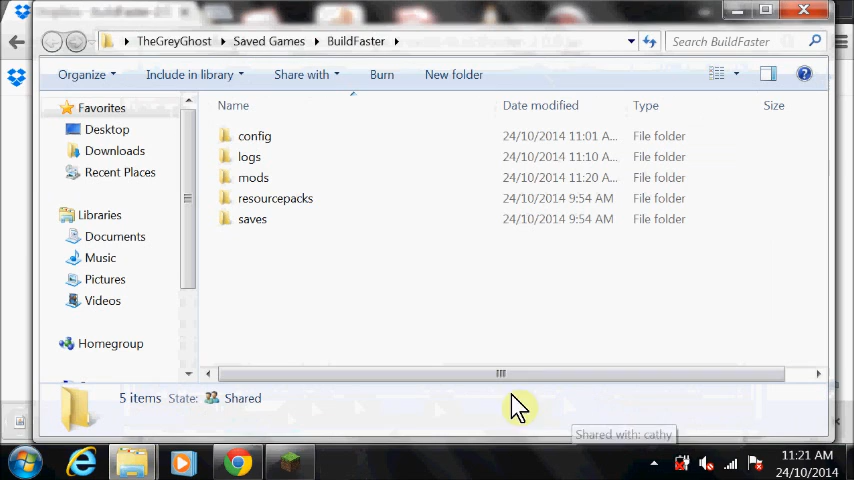 TheGreyGhost Saved Games BuildFaster
Search BuildFaster
Organize Include in library Share with Burn New folder
Favorites
Desktop
Downloads
Recent Places
Libraries
Documents
Music
Pictures
Videos
Homegroup
Name Date modified Type Size
config 24/10/2014 11:01 A... File folder
logs 24/10/2014 11:10 A... File folder
mods 24/10/2014 11:20 A... File folder
resourcepacks 24/10/2014 9:54 AM File folder
saves 24/10/2014 9:54 AM File folder
5 items State: Shared
Shared with: cathy
11:21 AM
24/10/2014